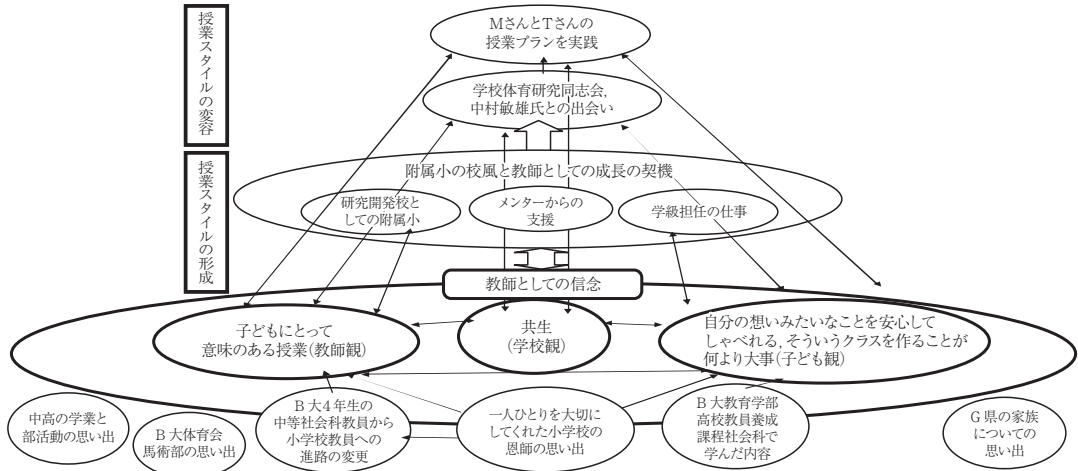 授業スタイルの変容
MさんとTさんの
授業プランを実践
学校体育研究同志会,
中村敏雄氏との出会い
授業スタイルの形成
附属小の校風と教師としての成長の契機
研究開発校と
しての附属小
メンターからの
支援
学級担任の仕事
教師としての信念
子どもにとって
意味のある授業(教師観)
共生
(学校観)
自分の想いみたいなことを安心して
しゃべれる,そういうクラスを作ることが
何より大事(子ども観)
中高の学業と
部活動の思い出
B大体育会
馬術部の思い出
B大4年生の
中等社会科教員から
小学校教員への
進路の変更
一人ひとりを大切に
してくれた小学校の
恩師の思い出
B大教育学部
高校教員養成
課程社会科で
学んだ内容
G県の家族
についての
思い出